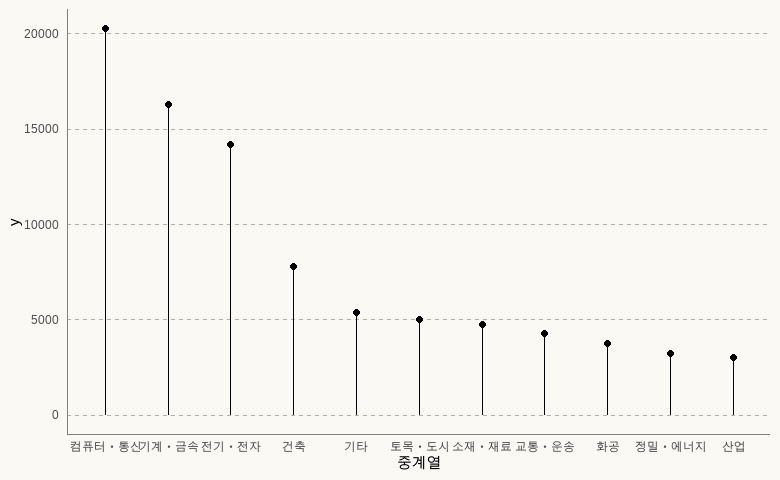 20000
15000
y
10000
5000
0
컴퓨터・통신 기계・금속 전기・전자 건축 기타 토목・도시 소재・재료 교통・운송 화공 정밀・에너지 산업
중계열